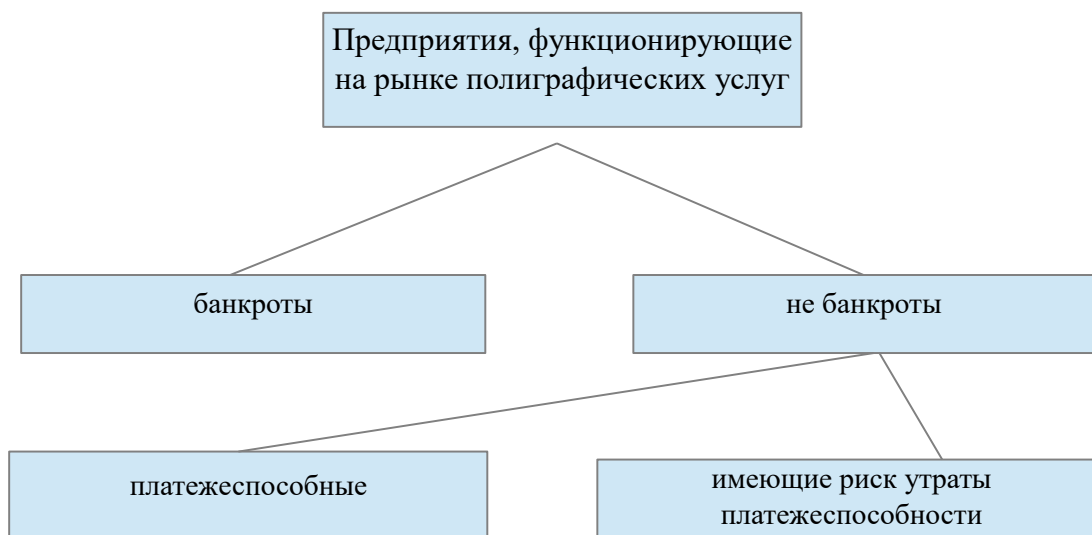 Предприятия, функционирующие
на рынке полиграфических услуг
банкроты
не банкроты
платежеспособные
имеющие риск утраты
платежеспособности